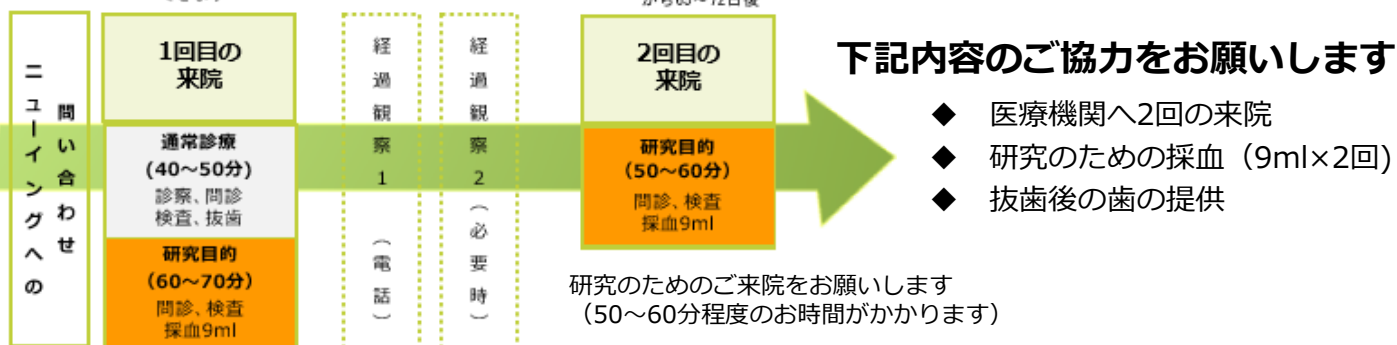 ニューイングへの
問い合わせ
1回目の
来院
通常診療
(40〜50分)
診察、問診
検査、抜歯
研究目的
(60〜70分)
問診、検査
採血9ml
経過観察1（電話）
経過観察2（必要時）
2回目の
来院
研究目的
(50〜60分)
問診、検査
採血9ml
研究のためのご来院をお願いします
（50〜60分程度のお時間がかかります）
下記内容のご協力をお願いします
◆ 医療機関へ2回の来院
◆ 研究のための採血（9ml×2回)
◆ 抜歯後の歯の提供